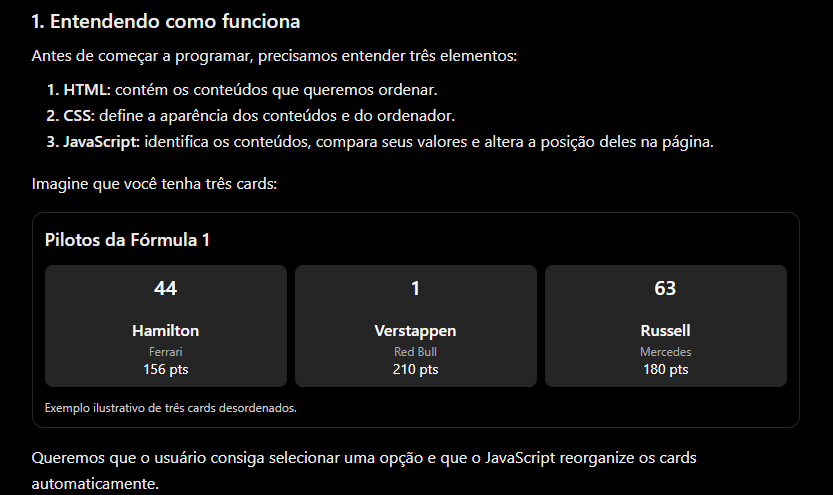 1. Entendendo como funciona
Antes de começar a programar, precisamos entender três elementos:
1. HTML: contém os conteúdos que queremos ordenar.
2. CSS: define a aparência dos conteúdos e do ordenador.
3. JavaScript: identifica os conteúdos, compara seus valores e altera a posição deles na página.
Imagine que você tenha três cards:
Pilotos da Fórmula 1
44
Hamilton
Ferrari
156 pts
1
Verstappen
Red Bull
210 pts
63
Russell
Mercedes
180 pts
Exemplo ilustrativo de três cards desordenados.
Queremos que o usuário consiga selecionar uma opção e que o JavaScript reorganize os cards
automaticamente.